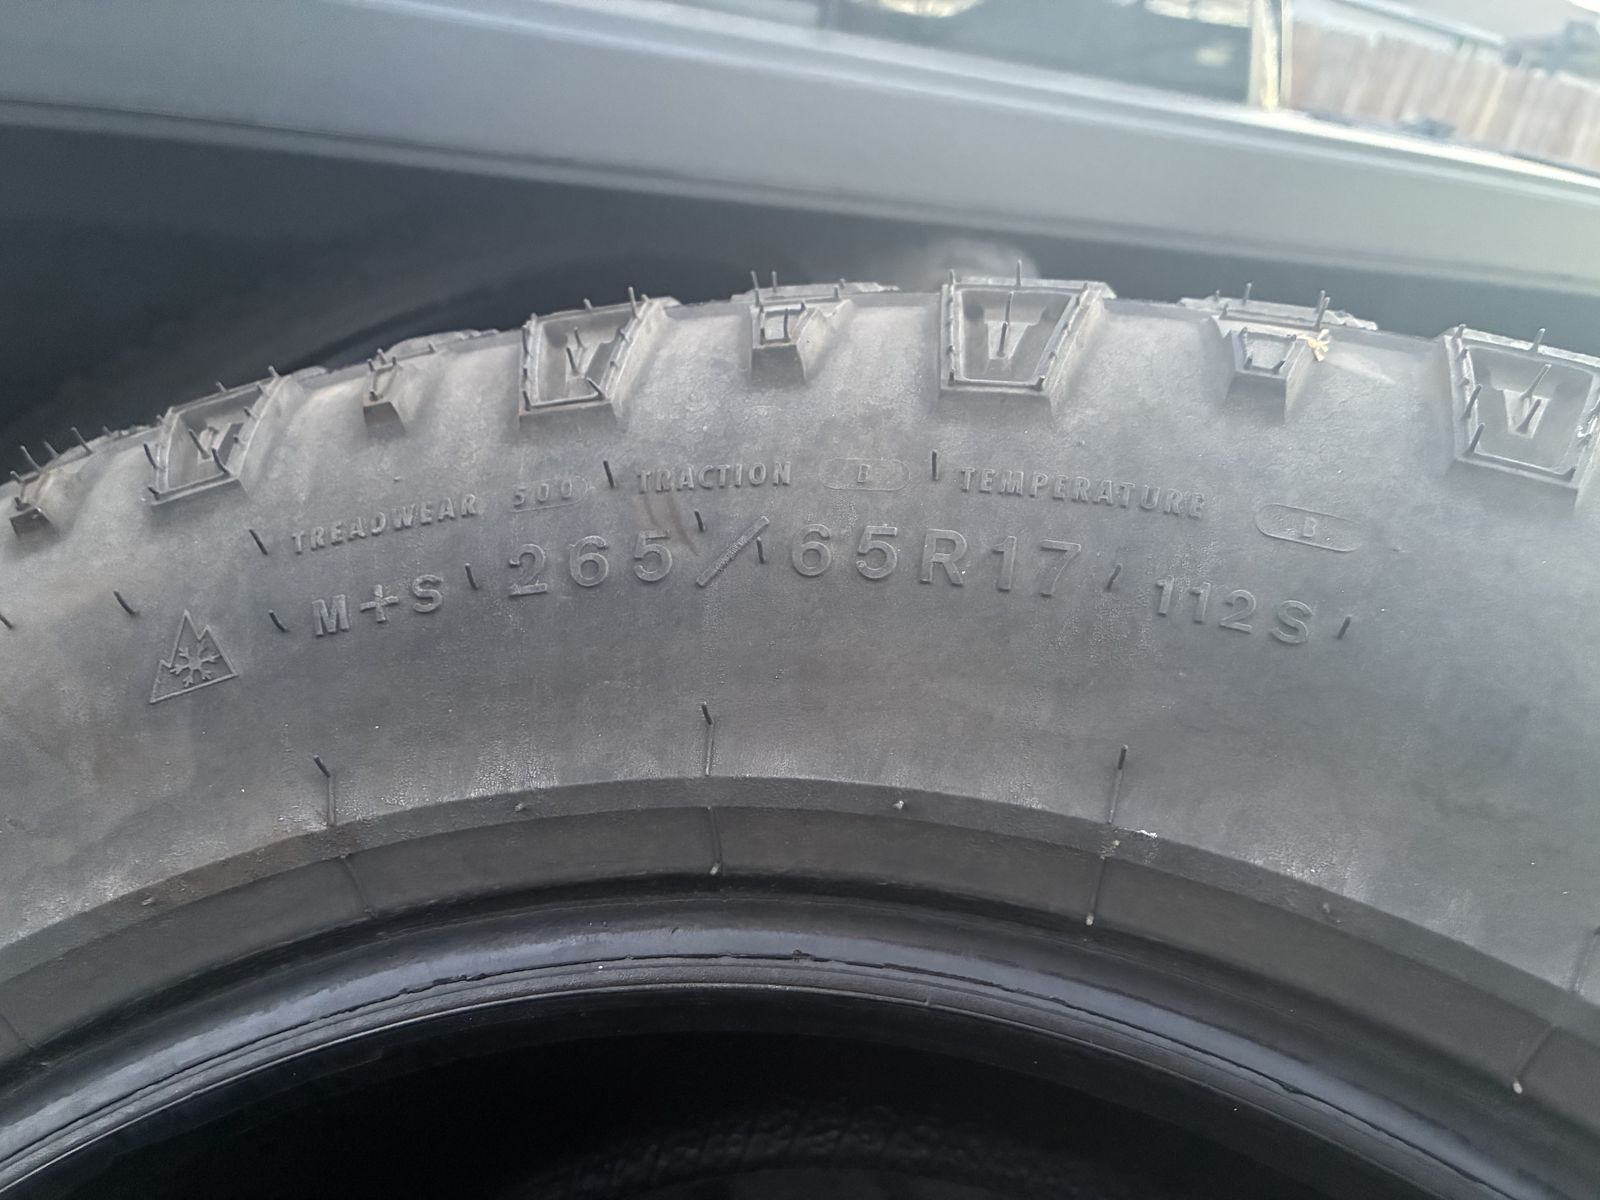 TREADWEAR 500 TRACTION B TEMPERATURE B
M+S 265/65R17 112S